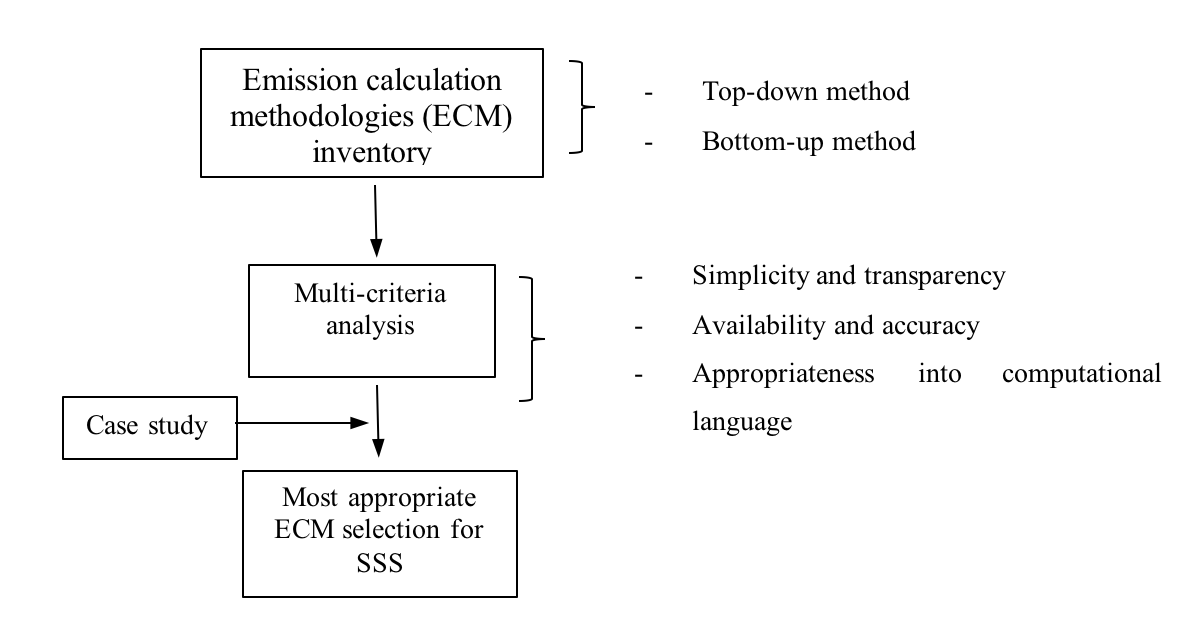 Emission calculation
methodologies (ECM)
inventory
- Top-down method
- Bottom-up method
Multi-criteria
analysis
- Simplicity and transparency
- Availability and accuracy
- Appropriateness into computational
language
Case study
Most appropriate
ECM selection for
SSS